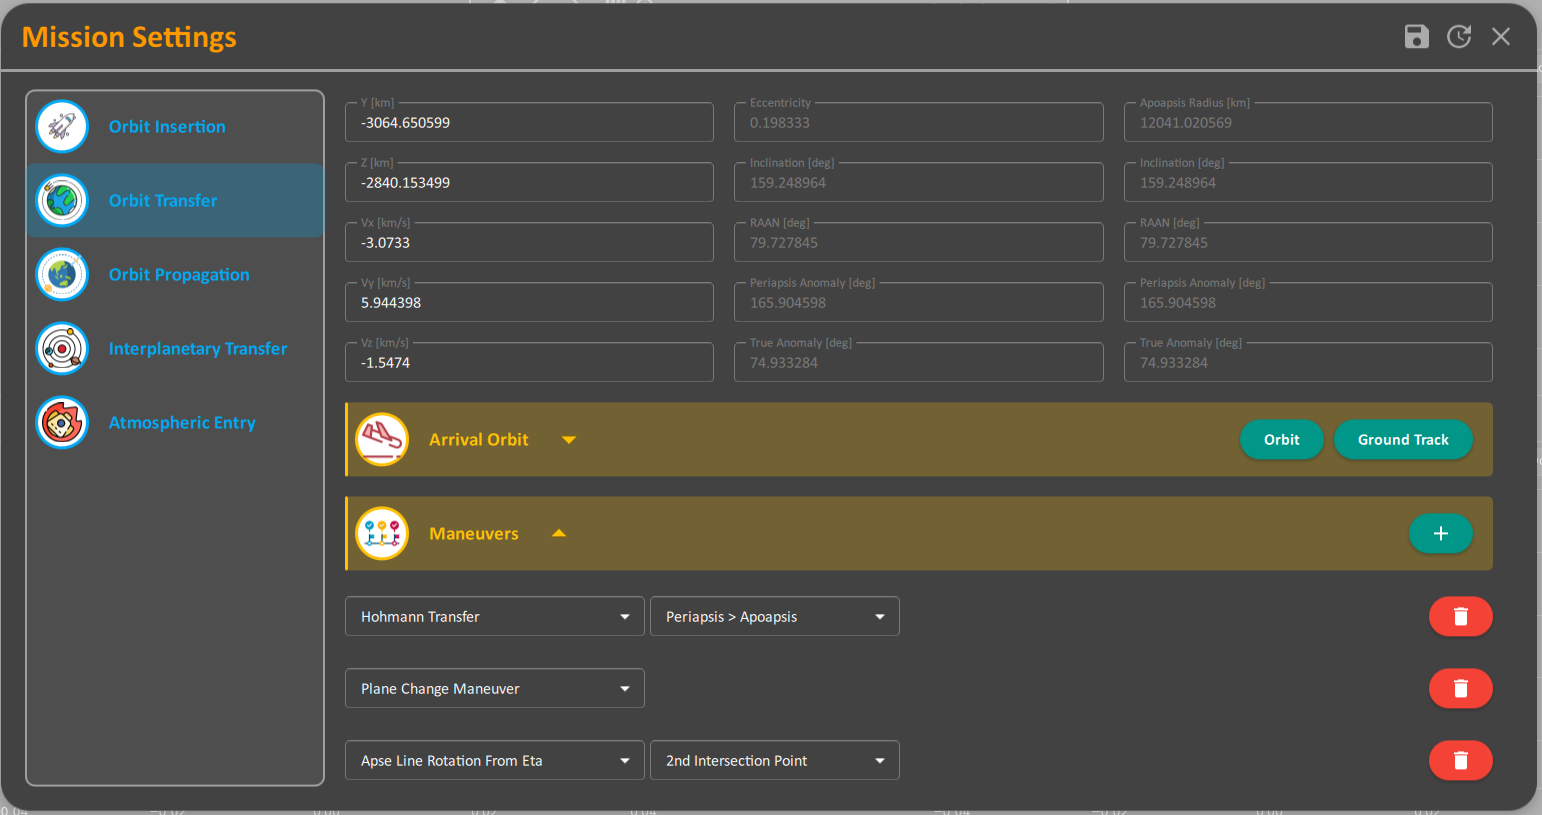 Mission Settings
Orbit Insertion
Orbit Transfer
Orbit Propagation
Interplanetary Transfer
Atmospheric Entry
Y [km] Eccentricity Apoapsis Radius [km]
-3064.650599 0.198333 12041.020569
Z [km] Inclination [deg] Inclination [deg]
-2840.153499 159.248964 159.248964
Vx [km/s] RAAN [deg] RAAN [deg]
-3.0733 79.727845 79.727845
Vy [km/s] Periapsis Anomaly [deg] Periapsis Anomaly [deg]
5.944398 165.904598 165.904598
Vz [km/s] True Anomaly [deg] True Anomaly [deg]
-1.5474 74.933284 74.933284
Arrival Orbit Orbit Ground Track
Maneuvers +
Hohmann Transfer Periapsis > Apoapsis
Plane Change Maneuver
Apse Line Rotation From Eta 2nd Intersection Point